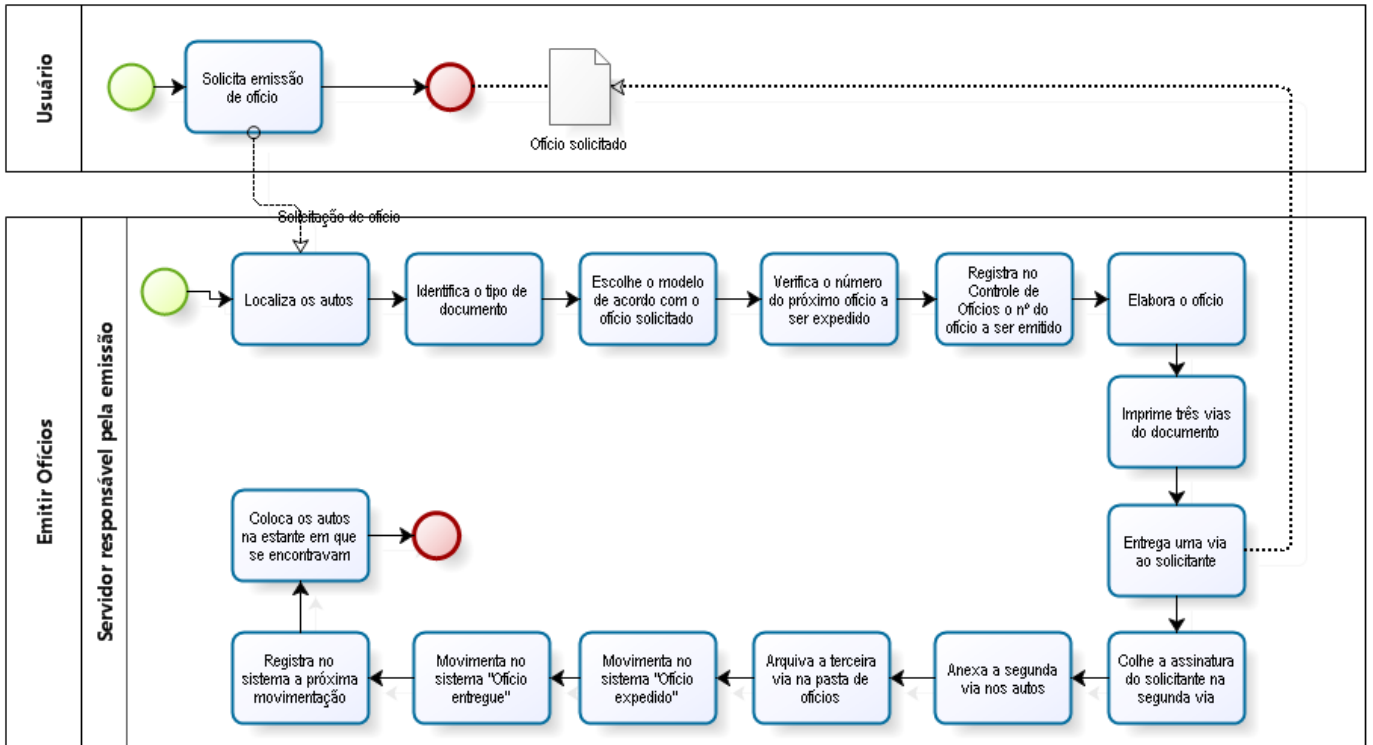 Usuário
Solicita emissão
de ofício
Ofício solicitado
Solicitação de ofício
Emitir Ofícios
Servidor responsável pela emissão
Localiza os autos
Identifica o tipo de
documento
Escolhe o modelo
de acordo com o
ofício solicitado
Verifica o número
do próximo ofício a
ser expedido
Registra no
Controle de
Ofícios o nº do
ofício a ser emitido
Elabora o ofício
Imprime três vias
do documento
Entrega uma via
ao solicitante
Colhe a assinatura
do solicitante na
segunda via
Anexa a segunda
via nos autos
Arquiva a terceira
via na pasta de
ofícios
Movimenta no
sistema "Ofício
expedido"
Movimenta no
sistema "Ofício
entregue"
Registra no
sistema a próxima
movimentação
Coloca os autos
na estante em que
se encontravam